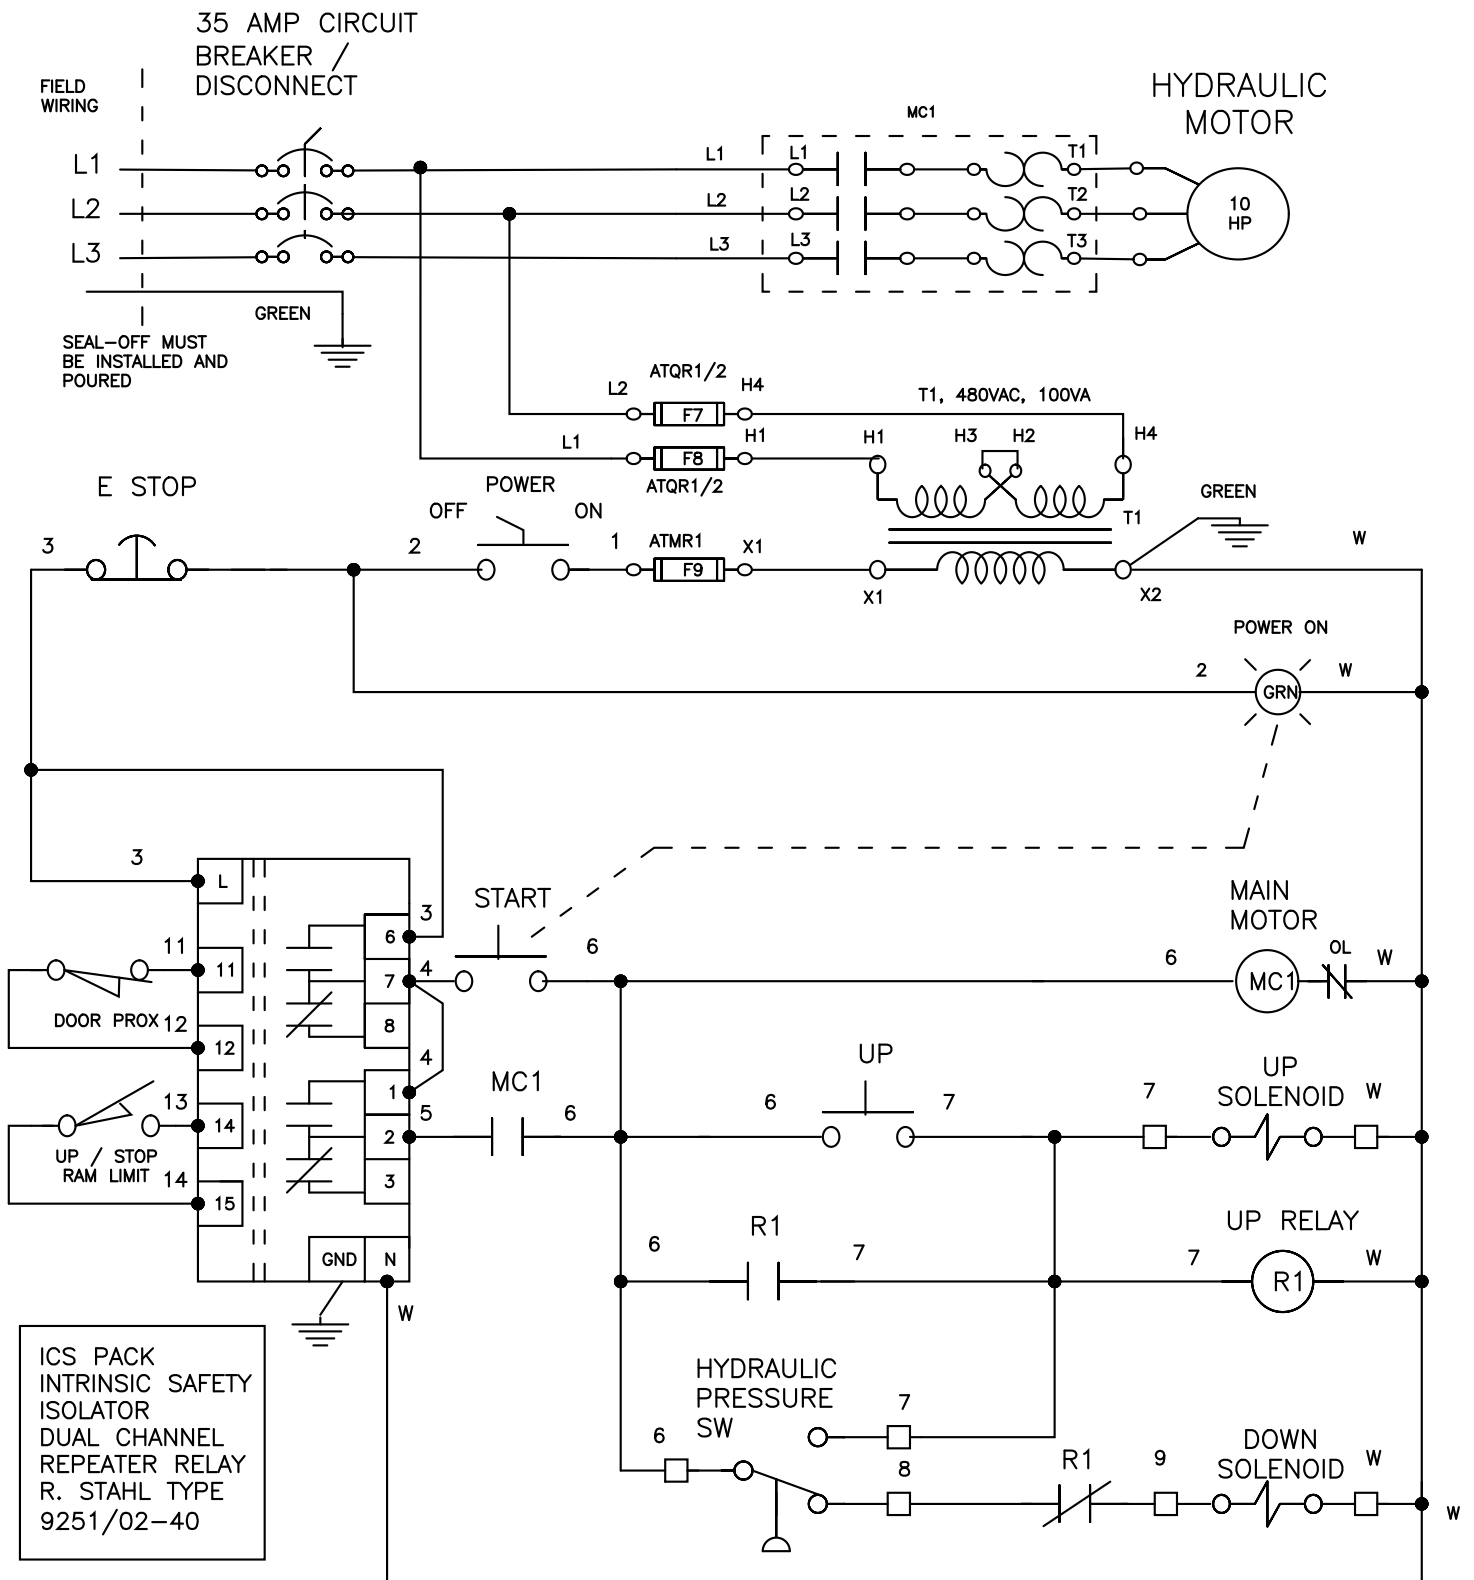 35 AMP CIRCUIT
BREAKER /
DISCONNECT
FIELD
WIRING
HYDRAULIC
MOTOR
MC1
L1
L1
L1
T1
L2
L2
L2
T2
10
HP
L3
L3
L3
T3
GREEN
SEAL-OFF MUST
BE INSTALLED AND
POURED
ATQR1/2
L2
F7
H4
T1, 480VAC, 100VA
L1
F8
H1
H1
H3
H2
H4
ATQR1/2
E STOP
POWER
OFF
ON
GREEN
T1
3
2
1
ATMR1
F9
X1
W
X1
X2
POWER ON
2
GRN
W
3
L
START
MAIN
MOTOR
3
6
11
11
4
7
6
6
MC1
OL
W
DOOR PROX
12
12
8
4
UP
UP
SOLENOID
13
14
1
MC1
5
2
6
6
7
7
W
UP / STOP
RAM LIMIT
14
15
3
R1
UP RELAY
GND
N
6
7
7
R1
W
W
ICS PACK
INTRINSIC SAFETY
ISOLATOR
DUAL CHANNEL
REPEATER RELAY
R. STAHL TYPE
9251/02-40
HYDRAULIC
PRESSURE
SW
7
6
8
R1
9
DOWN
SOLENOID
W
W